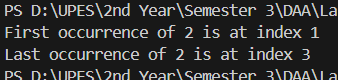 PS D:\UPES\2nd Year\Semester 3\DAA\La
First occurrence of 2 is at index 1
Last occurrence of 2 is at index 3
PS D:\UPES\2nd Year\Semester 3\DAA\La